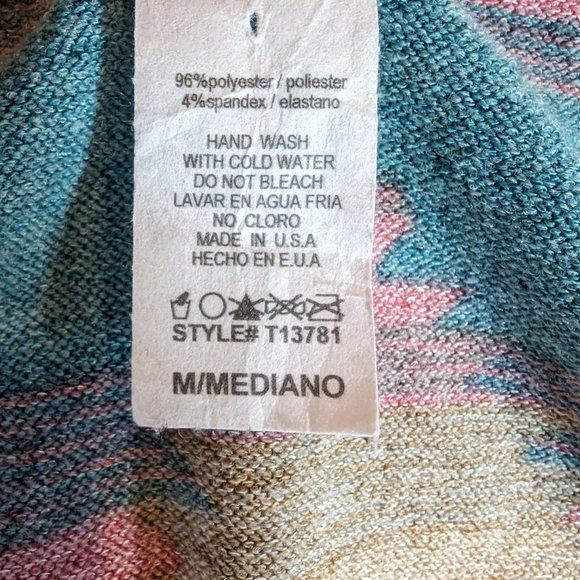 96%polyester / poliester
4%spandex / elastano
HAND WASH
WITH COLD WATER
DO NOT BLEACH
LAVAR EN AGUA FRIA
NO CLORO
MADE IN U.S.A
HECHO EN E.U.A
STYLE# T13781
M/MEDIANO